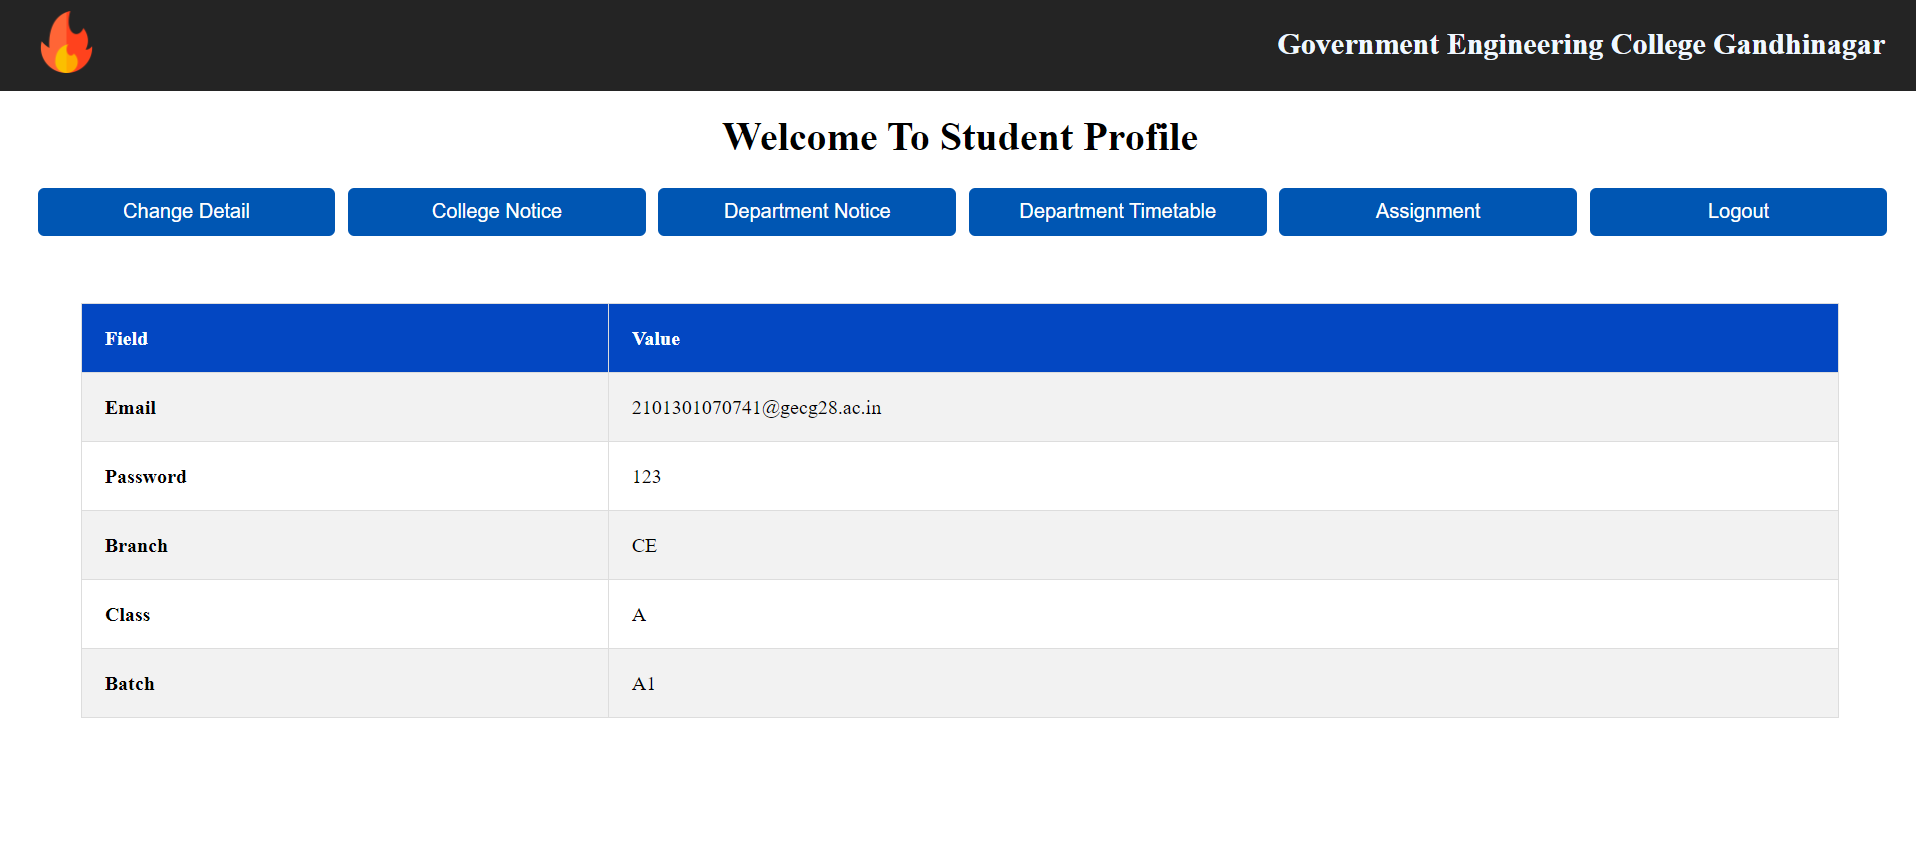 Government Engineering College Gandhinagar
Welcome To Student Profile
Change Detail College Notice Department Notice Department Timetable Assignment Logout
Field Value
Email 2101301070741@gecg28.ac.in
Password 123
Branch CE
Class A
Batch A1